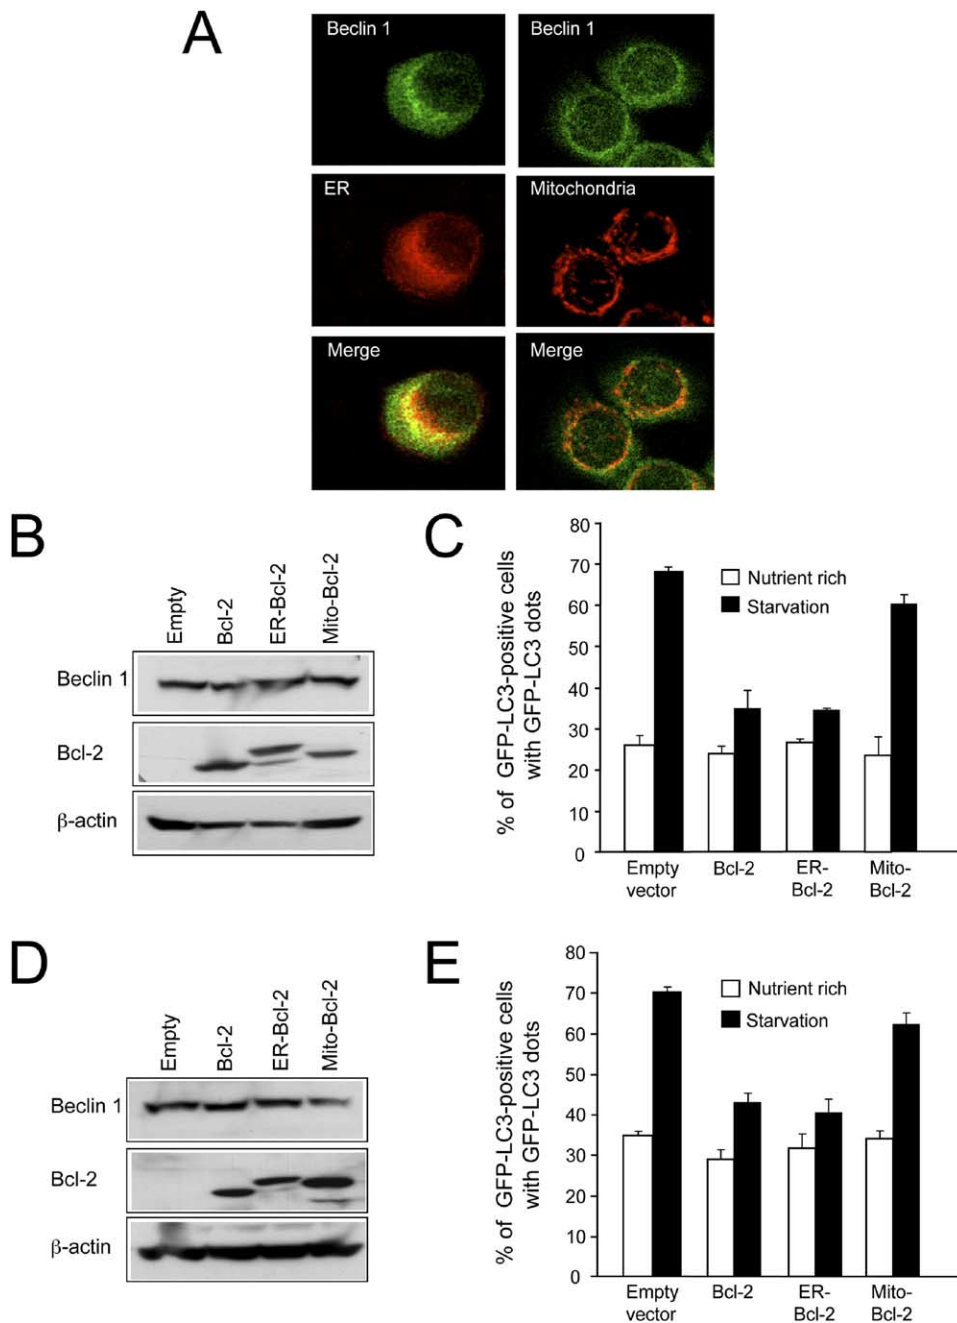 A
Beclin 1
Beclin 1
ER
Mitochondria
Merge
Merge
B
Empty
Bcl-2
ER-Bcl-2
Mito-Bcl-2
Beclin 1
Bcl-2
β-actin
C
% of GFP-LC3-positive cells
with GFP-LC3 dots
80
70
60
50
40
30
20
10
0
Nutrient rich
Starvation
Empty
vector
Bcl-2
ER-
Bcl-2
Mito-
Bcl-2
D
Empty
Bcl-2
ER-Bcl-2
Mito-Bcl-2
Beclin 1
Bcl-2
β-actin
E
% of GFP-LC3-positive cells
with GFP-LC3 dots
80
70
60
50
40
30
20
10
0
Nutrient rich
Starvation
Empty
vector
Bcl-2
ER-
Bcl-2
Mito-
Bcl-2